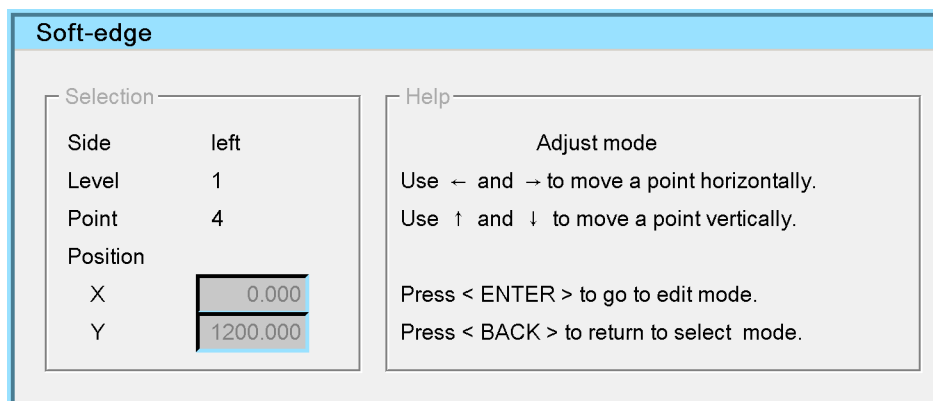 Soft-edge
Selection
Side left
Level 1
Point 4
Position
X 0.000
Y 1200.000
Help
Adjust mode
Use ← and → to move a point horizontally.
Use ↑ and ↓ to move a point vertically.
Press < ENTER > to go to edit mode.
Press < BACK > to return to select mode.